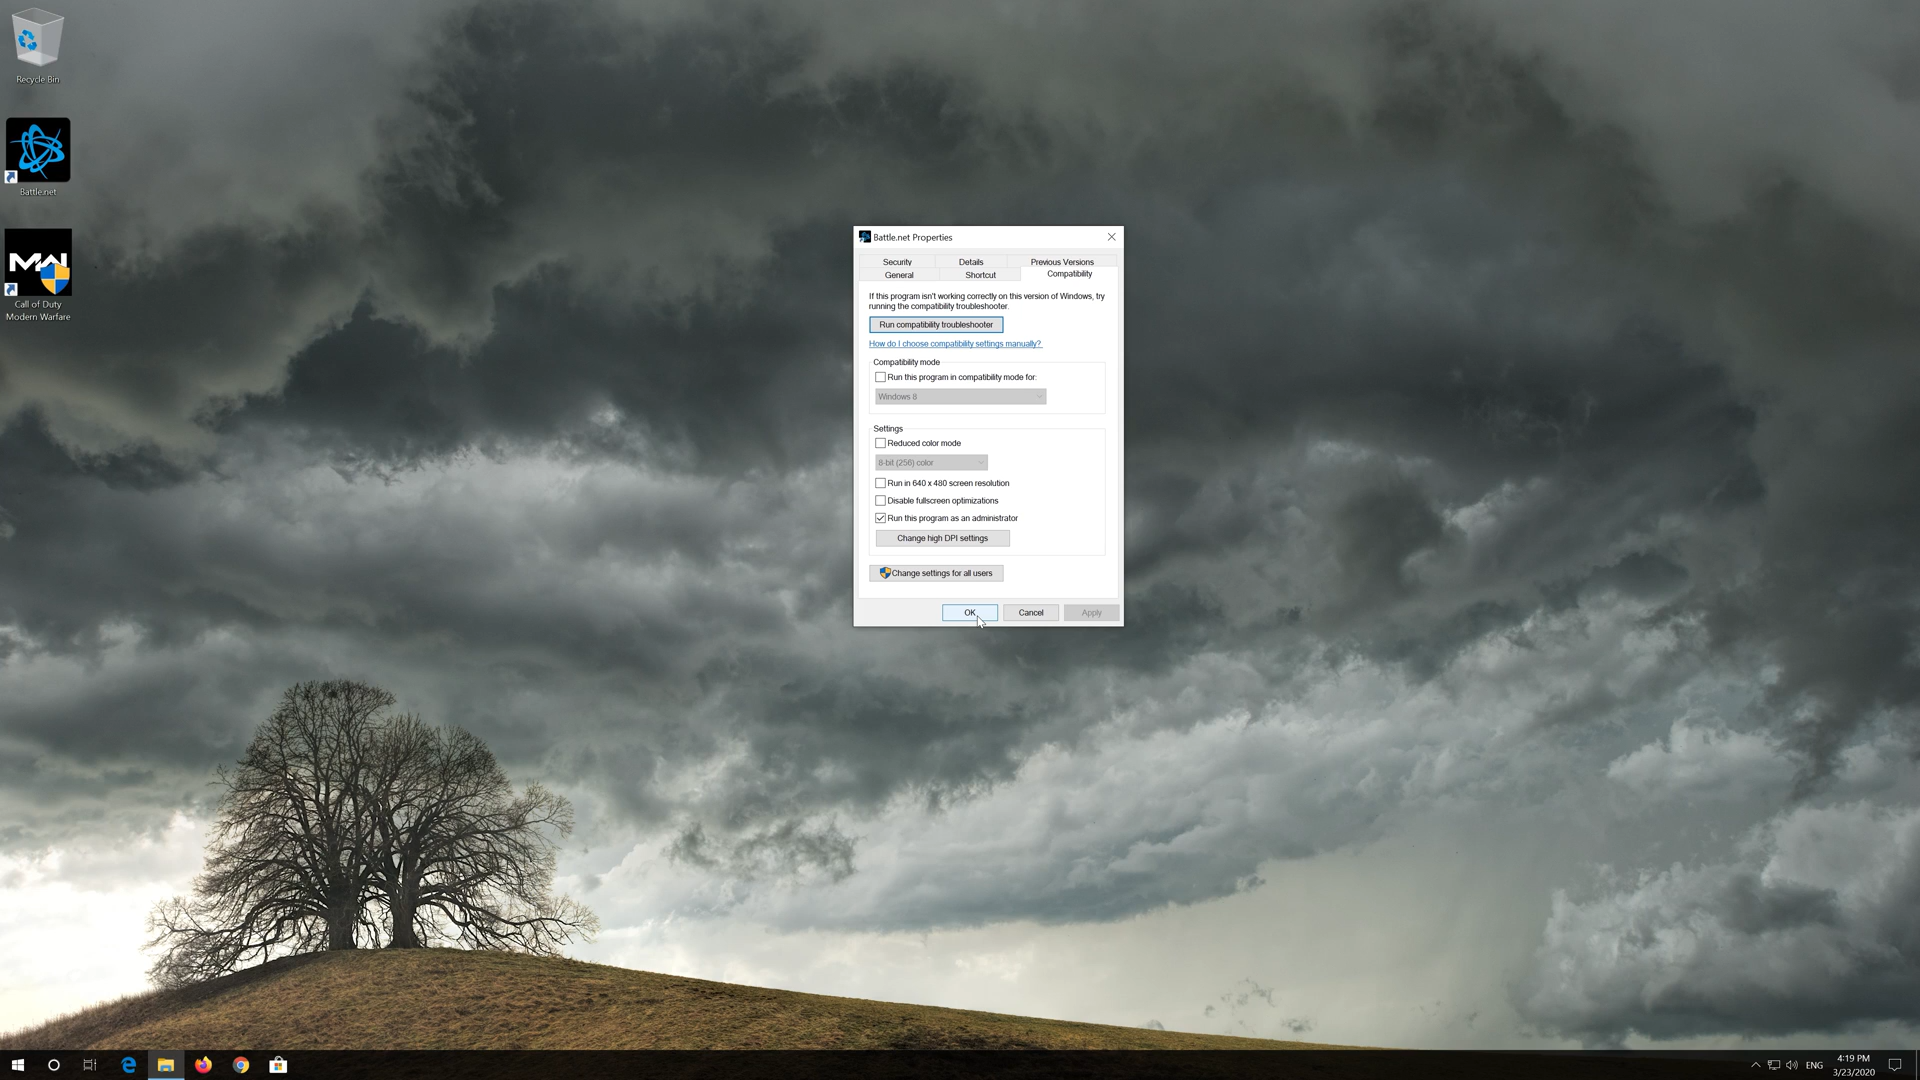 Recycle Bin
Battle.net
MW
Call of Duty
Modern Warfare
Battle.net Properties
Security
Details
Previous Versions
General
Shortcut
Compatibility
If this program isn't working correctly on this version of Windows, try
running the compatibility troubleshooter.
Run compatibility troubleshooter
How do I choose compatibility settings manually?
Compatibility mode
Run this program in compatibility mode for:
Windows 8
Settings
Reduced color mode
8-bit (256) color
Run in 640 x 480 screen resolution
Disable fullscreen optimizations
Run this program as an administrator
Change high DPI settings
Change settings for all users
OK
Cancel
Apply
ENG
4:19 PM
3/23/2020